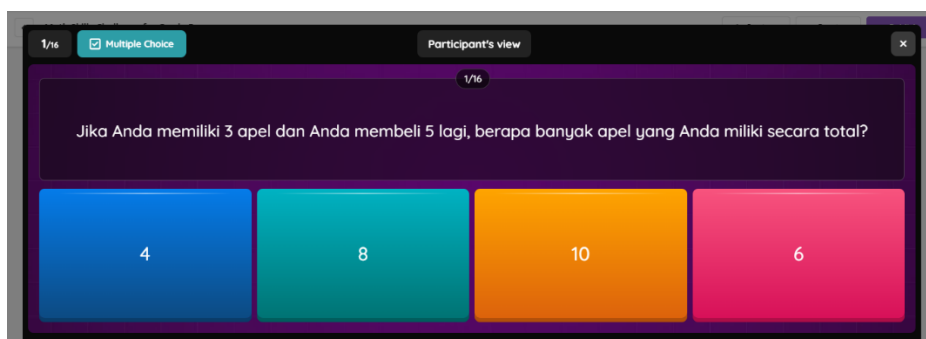 1/16
Multiple Choice
Participant's view
1/16
Jika Anda memiliki 3 apel dan Anda membeli 5 lagi, berapa banyak apel yang Anda miliki secara total?
4
8
10
6